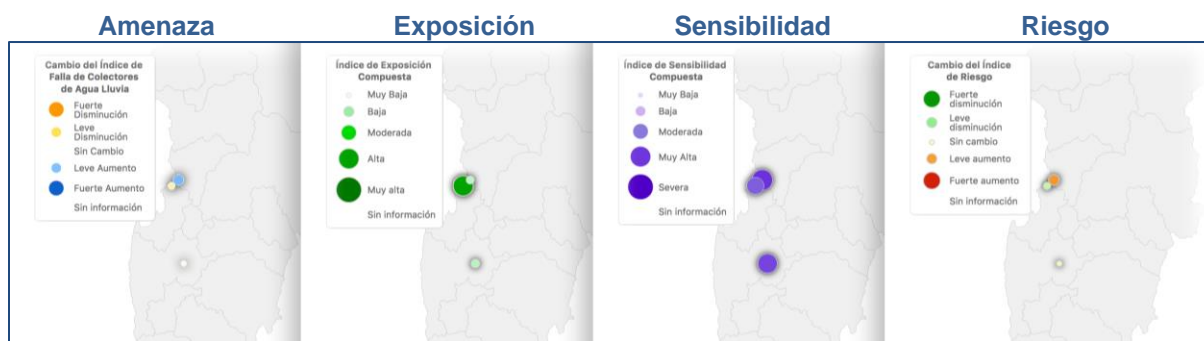 Amenaza
Exposición
Sensibilidad
Riesgo
Cambio del Índice de
Falla de Colectores
de Agua Lluvia
Fuerte
Disminución
Leve
Disminución
Sin Cambio
Leve Aumento
Fuerte Aumento
Sin información
Índice de Exposición
Compuesta
Muy Baja
Baja
Moderada
Alta
Muy alta
Sin información
Índice de Sensibilidad
Compuesta
Muy Baja
Baja
Moderada
Muy Alta
Severa
Sin información
Cambio del Índice
de Riesgo
Fuerte
disminución
Leve
disminución
Sin cambio
Leve aumento
Fuerte aumento
Sin información